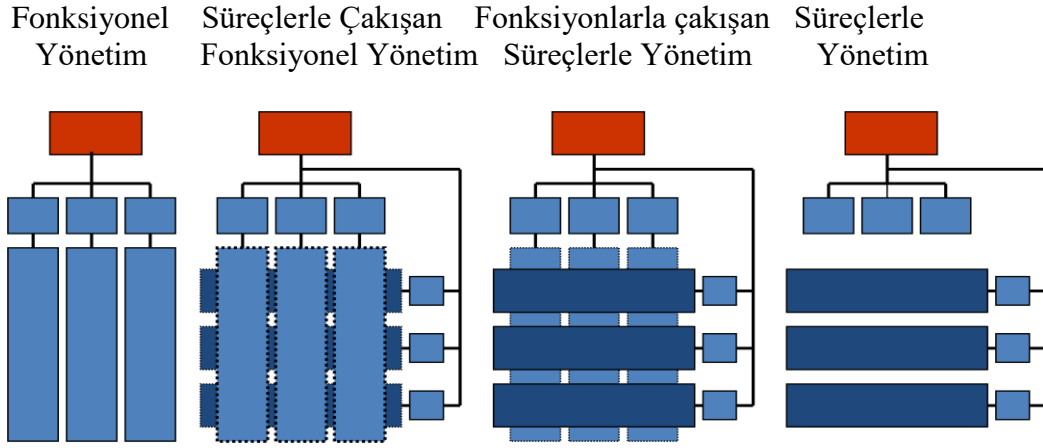 Fonksiyonel
Yönetim
Süreçlerle Çakışan
Fonksiyonel Yönetim
Fonksiyonlarla çakışan
Süreçlerle Yönetim
Süreçlerle
Yönetim